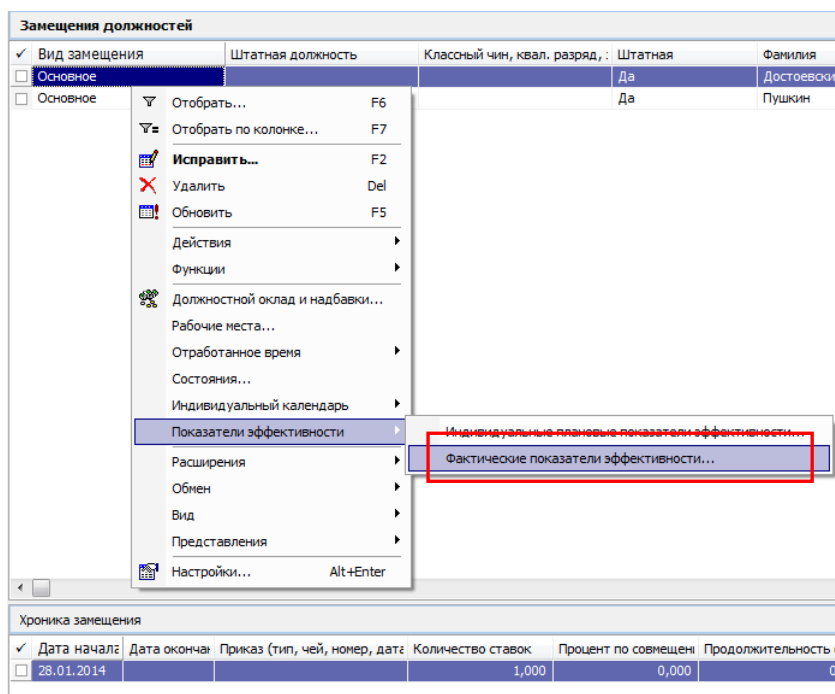 Замещения должностей
Вид замещения Штатная должность Классный чин, квал. разряд, : Штатная Фамилия
Основное Да Достоевски
Основное Да Пушкин
Отобрать... F6
Отобрать по колонке... F7
Исправить... F2
Удалить Del
Обновить F5
Действия
Функции
Должностной оклад и надбавки...
Рабочие места...
Отработанное время
Состояния...
Индивидуальный календарь
Показатели эффективности
Индивидуальные плановые показатели эффективности...
Фактические показатели эффективности...
Расширения
Обмен
Вид
Представления
Настройки... Alt+Enter
Хроника замещения
Дата начала Дата окончан Приказ (тип, чей, номер, дата Количество ставок Процент по совмещени Продолжительность
28.01.2014 1,000 0,000 0